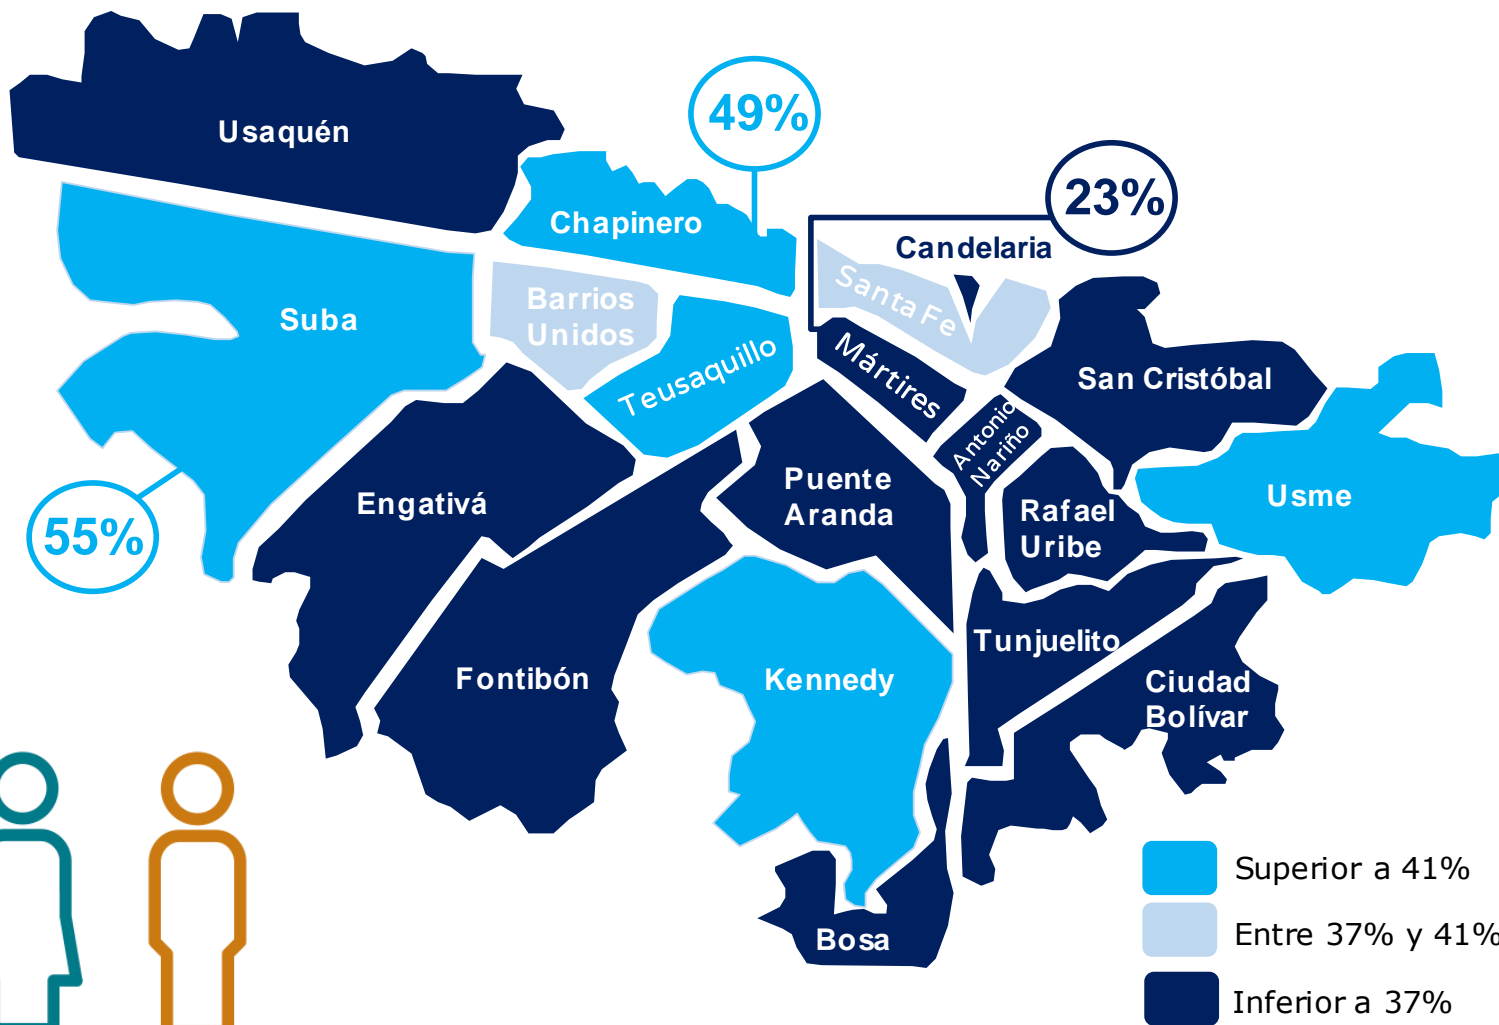 Usaquén
49%
23%
Chapinero
Candelaria
Santa Fe
Barrios
Unidos
Suba
Teusaquillo
Mártires
San Cristóbal
Antonio
Nariño
Puente
Aranda
Engativá
Usme
Rafael
Uribe
55%
Tunjuelito
Fontibón
Kennedy
Ciudad
Bolívar
Bosa
Superior a 41%
Entre 37% y 41%
Inferior a 37%